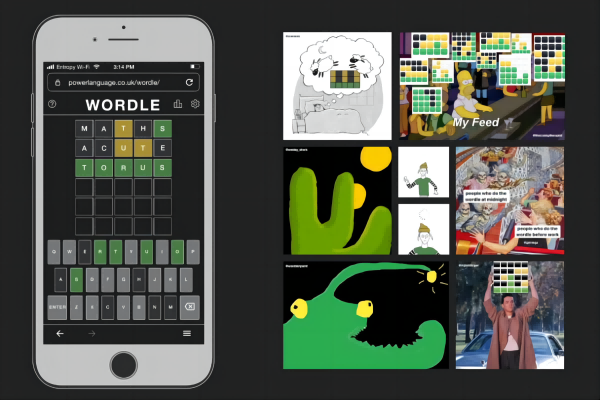 Entropy Wi-Fi
3:14 PM
powerlanguage.co.uk/wordle/
WORDLE
M A T H S
A C U T E
T O R U S
Q W E R T Y U I O P
A S D F G H J K L
ENTER Z X C V B N M
My Feed
people who do the
wordle at midnight
people who do the
wordle before work